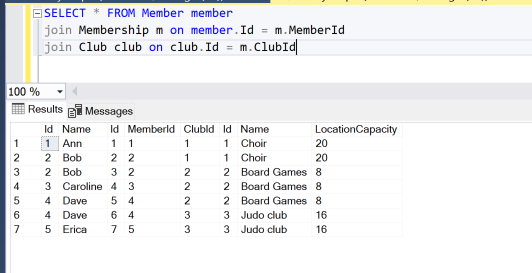 SELECT * FROM Member member
join Membership m on member.Id = m.MemberId
join Club club on club.Id = m.ClubId
100 %
Results Messages
Id Name Id MemberId ClubId Id Name LocationCapacity
1 1 Ann 1 1 1 1 Choir 20
2 2 Bob 2 2 1 1 Choir 20
3 2 Bob 3 2 2 2 Board Games 8
4 3 Caroline 4 3 2 2 Board Games 8
5 4 Dave 5 4 2 2 Board Games 8
6 4 Dave 6 4 3 3 Judo club 16
7 5 Erica 7 5 3 3 Judo club 16